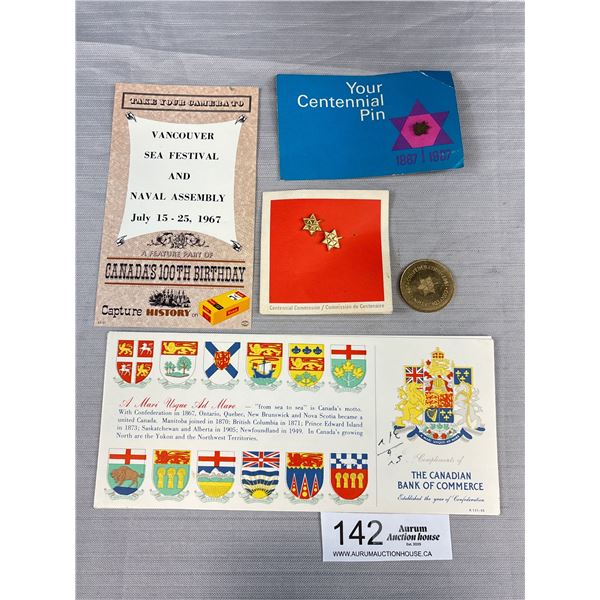 TAKE YOUR CAMERA TO
VANCOUVER
SEA FESTIVAL
AND
NAVAL ASSEMBLY
July 15 - 25, 1967
A FEATURE PART OF
CANADA'S 100TH BIRTHDAY
Capture HISTORY on
Your
Centennial
Pin
1867 1967
Centennial Commission / Commission du Centenaire
A Mari Usque Ad Mare — "from sea to sea" is Canada's motto.
With Confederation in 1867, Ontario, Quebec, New Brunswick and Nova Scotia became a
united Canada. Manitoba joined in 1870; British Columbia in 1871; Prince Edward Island
in 1873; Saskatchewan and Alberta in 1905; Newfoundland in 1949. In Canada's growing
North are the Yukon and the Northwest Territories.
Compliments of
THE CANADIAN
BANK OF COMMERCE
Established the year of Confederation
142 Aurum
Auction house
Est. 2020
WWW.AURUMAUCTIONHOUSE.CA